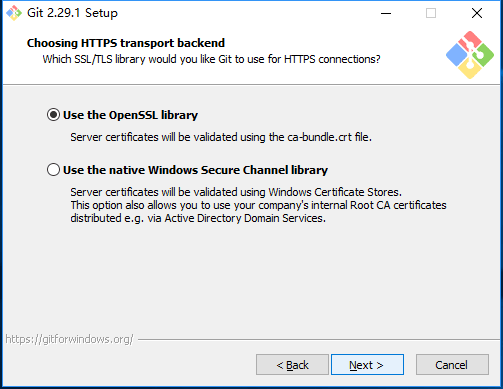 Git 2.29.1 Setup
Choosing HTTPS transport backend
Which SSL/TLS library would you like Git to use for HTTPS connections?
Use the OpenSSL library
Server certificates will be validated using the ca-bundle.crt file.
Use the native Windows Secure Channel library
Server certificates will be validated using Windows Certificate Stores.
This option also allows you to use your company's internal Root CA certificates
distributed e.g. via Active Directory Domain Services.
https://gitforwindows.org/
< Back
Next >
Cancel